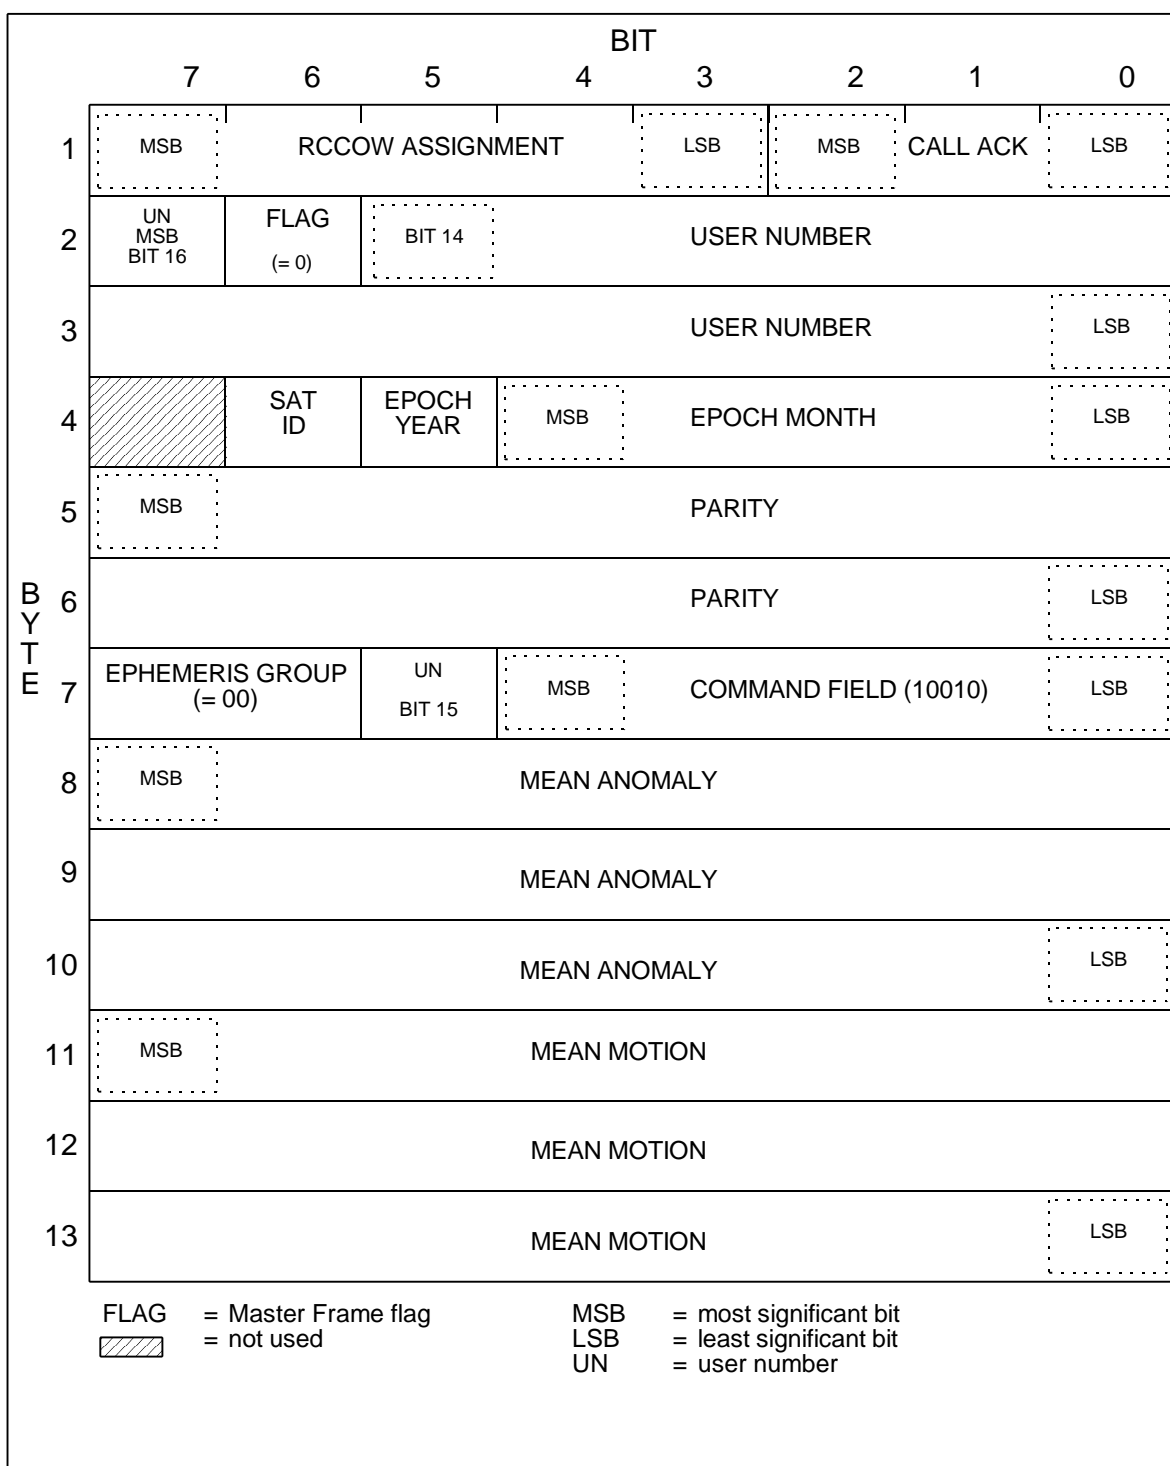 BIT
7 6 5 4 3 2 1 0
1 MSB RCCOW ASSIGNMENT LSB MSB CALL ACK LSB
2 UN MSB BIT 16 FLAG (= 0) BIT 14 USER NUMBER
3 USER NUMBER LSB
4 SAT ID EPOCH YEAR MSB EPOCH MONTH LSB
5 MSB PARITY
BYTE
6 PARITY LSB
7 EPHEMERIS GROUP (= 00) UN BIT 15 MSB COMMAND FIELD (10010) LSB
8 MSB MEAN ANOMALY
9 MEAN ANOMALY
10 MEAN ANOMALY LSB
11 MSB MEAN MOTION
12 MEAN MOTION
13 MEAN MOTION LSB
FLAG = Master Frame flag MSB = most significant bit
= not used LSB = least significant bit
UN = user number